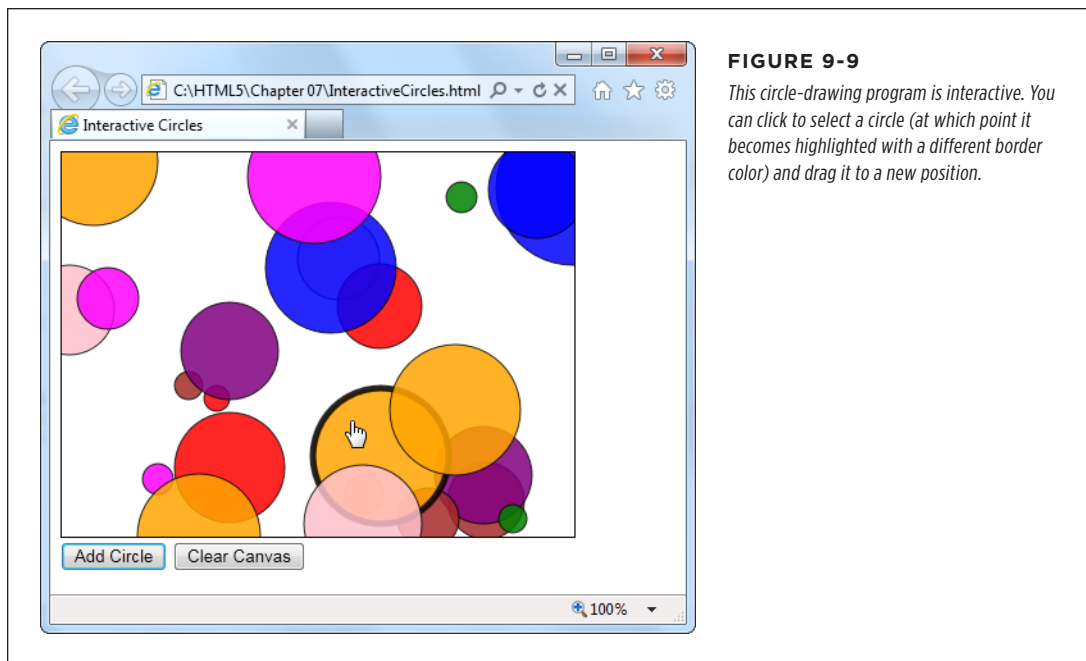 C:\HTML5\Chapter 07\InteractiveCircles.html
Interactive Circles
Add Circle
Clear Canvas
100%
FIGURE 9-9
This circle-drawing program is interactive. You
can click to select a circle (at which point it
becomes highlighted with a different border
color) and drag it to a new position.